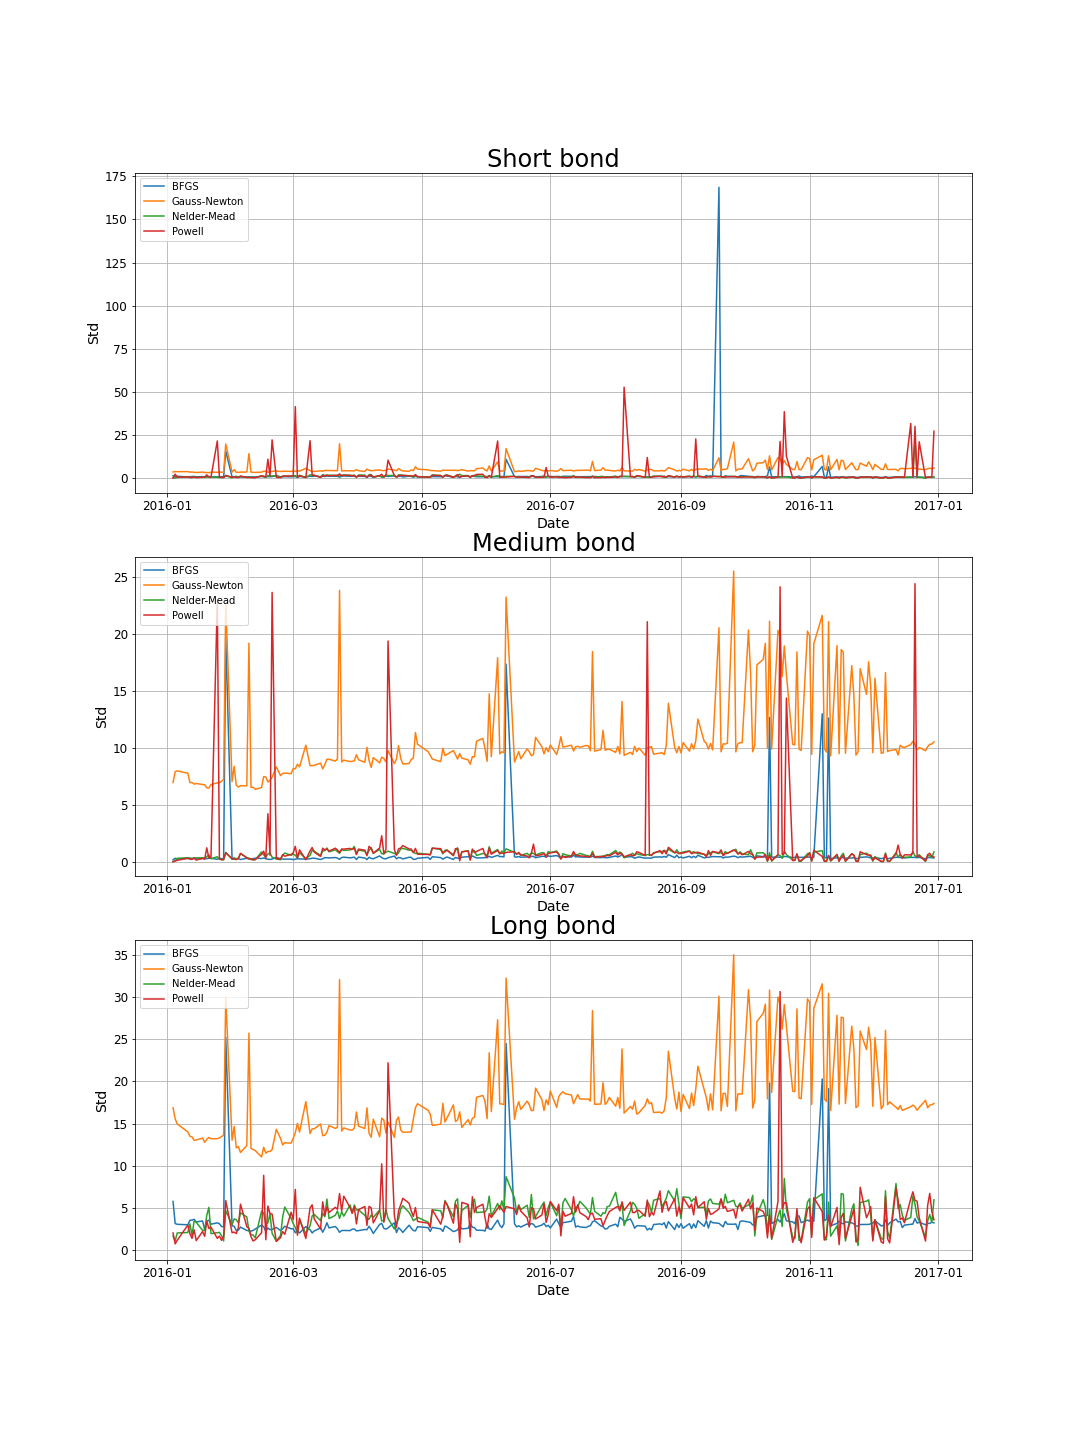 Short bond
175
150
125
100
75
50
25
0
Std
BFGS
Gauss-Newton
Nelder-Mead
Powell
2016-01 2016-03 2016-05 2016-07 2016-09 2016-11 2017-01
Date
Medium bond
25
20
15
10
5
0
Std
BFGS
Gauss-Newton
Nelder-Mead
Powell
2016-01 2016-03 2016-05 2016-07 2016-09 2016-11 2017-01
Date
Long bond
35
30
25
20
15
10
5
0
Std
BFGS
Gauss-Newton
Nelder-Mead
Powell
2016-01 2016-03 2016-05 2016-07 2016-09 2016-11 2017-01
Date